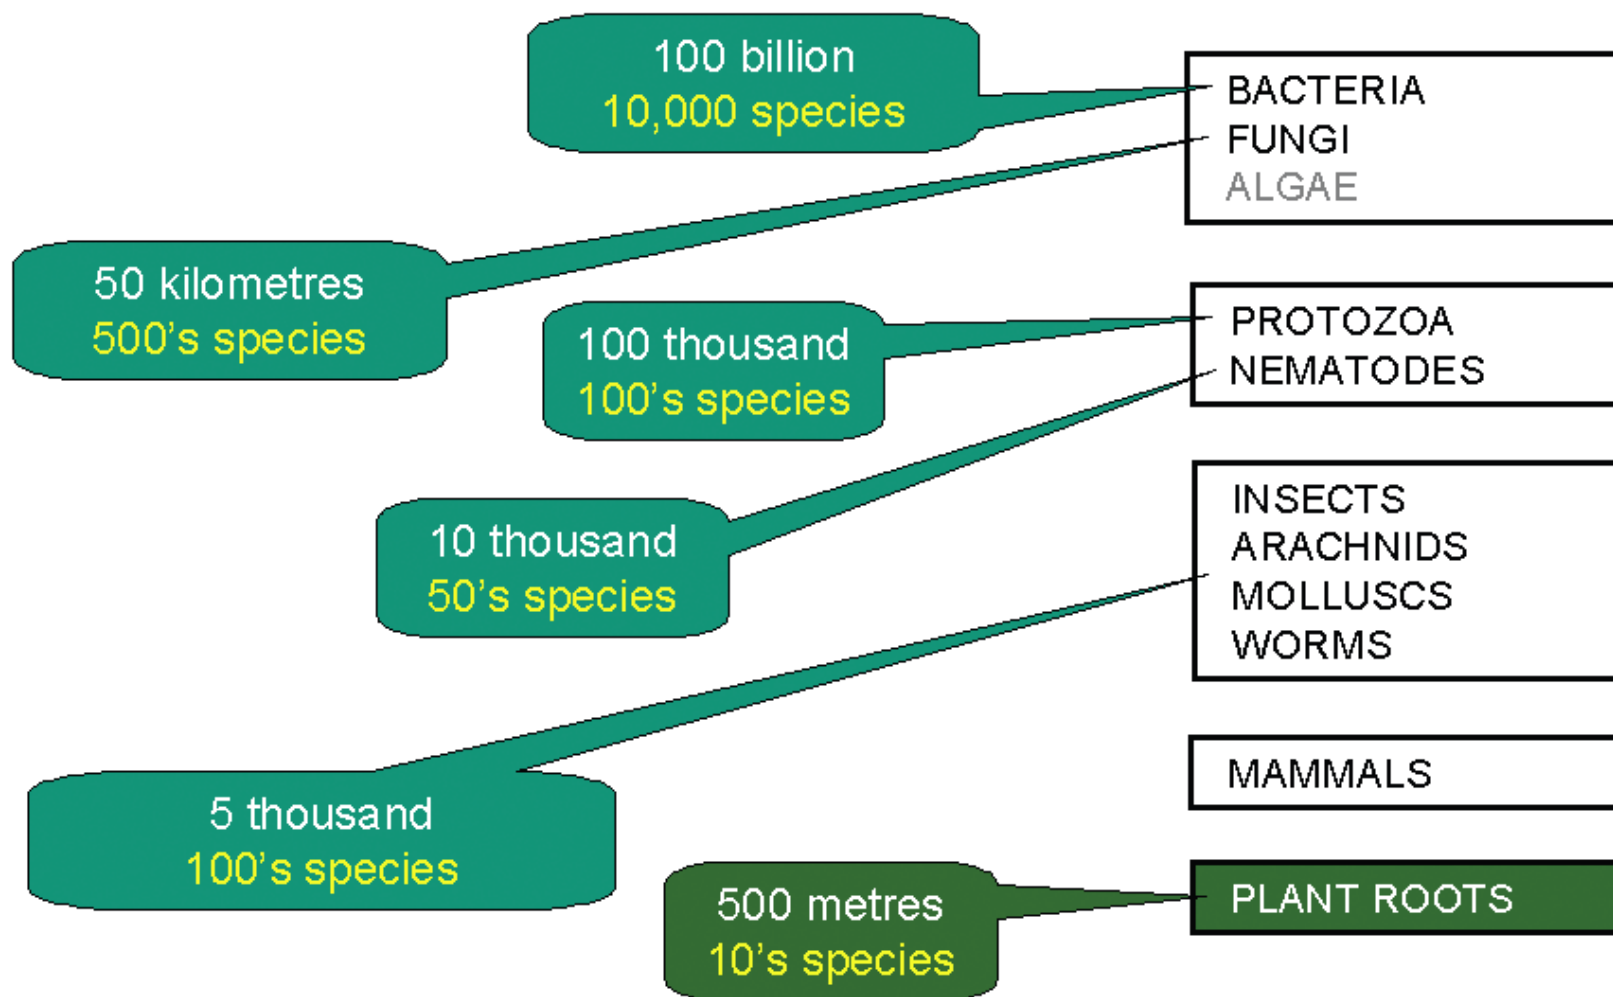 100 billion
10,000 species
BACTERIA
FUNGI
ALGAE
50 kilometres
500's species
100 thousand
100's species
PROTOZOA
NEMATODES
10 thousand
50's species
INSECTS
ARACHNIDS
MOLLUSCS
WORMS
5 thousand
100's species
MAMMALS
500 metres
10's species
PLANT ROOTS